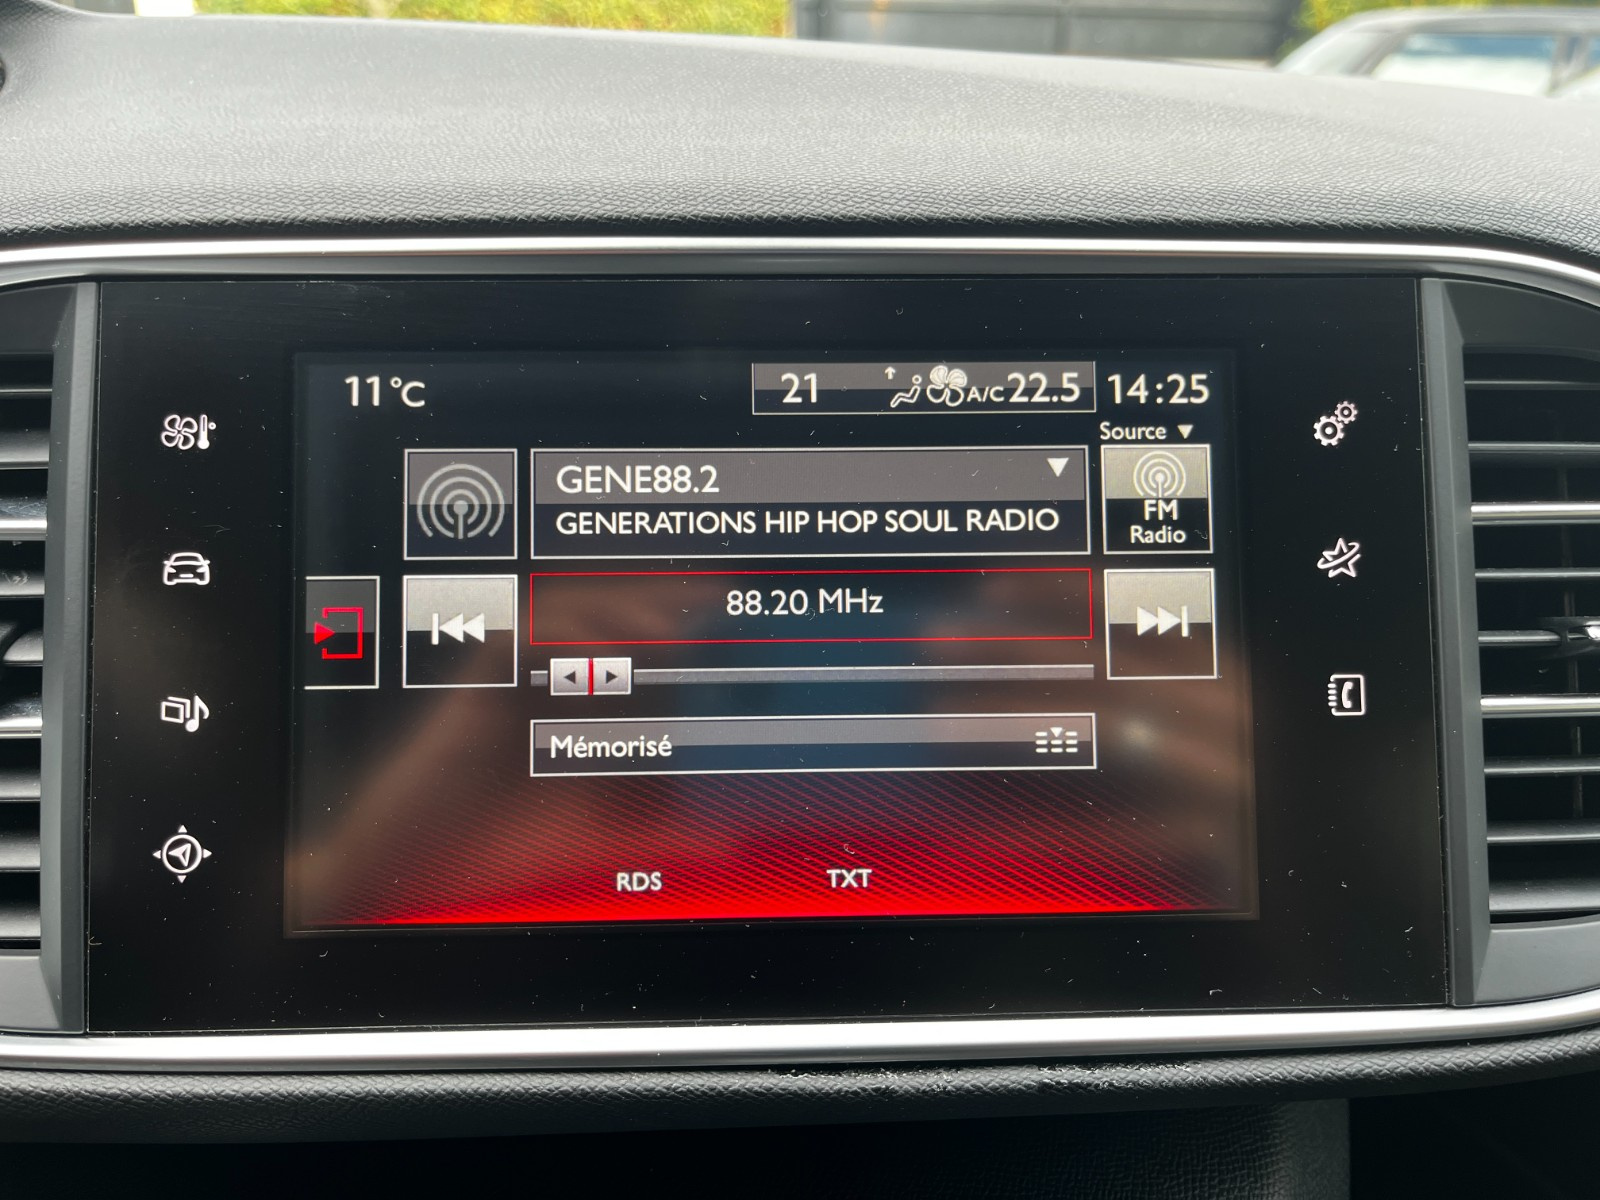 11°C
21 A/C 22.5 14:25
Source
GENE88.2
GENERATIONS HIP HOP SOUL RADIO
FM
Radio
88.20 MHz
Mémorisé
RDS TXT